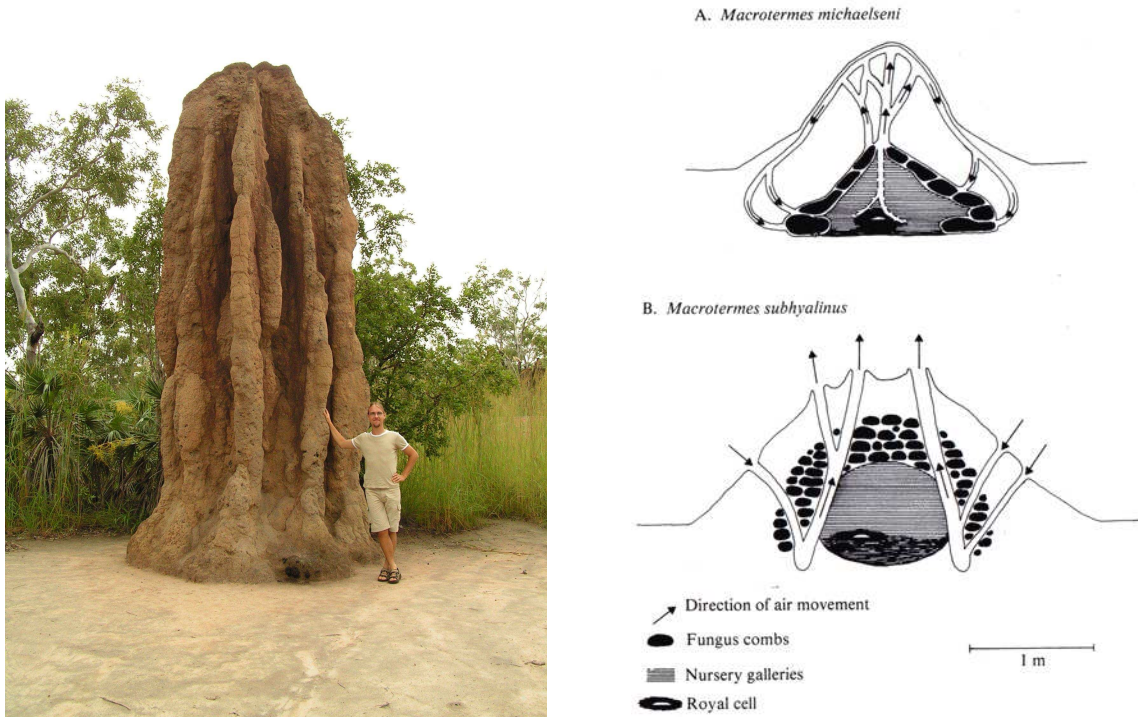 A. Macrotermes michaelseni
B. Macrotermes subhyalinus
Direction of air movement
Fungus combs
Nursery galleries
Royal cell
1 m